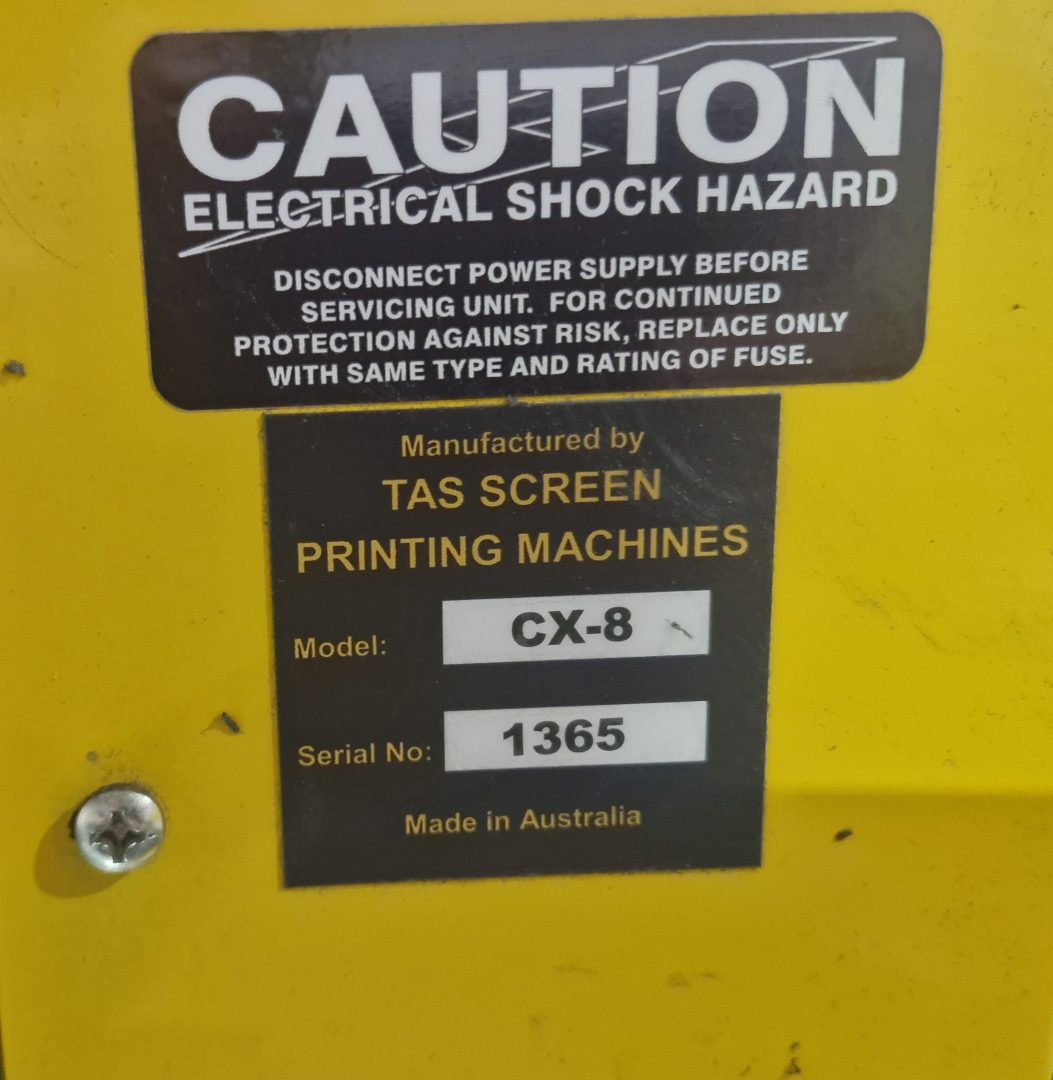 CAUTION
ELECTRICAL SHOCK HAZARD
DISCONNECT POWER SUPPLY BEFORE
SERVICING UNIT. FOR CONTINUED
PROTECTION AGAINST RISK, REPLACE ONLY
WITH SAME TYPE AND RATING OF FUSE.
Manufactured by
TAS SCREEN
PRINTING MACHINES
Model: CX-8
Serial No: 1365
Made in Australia